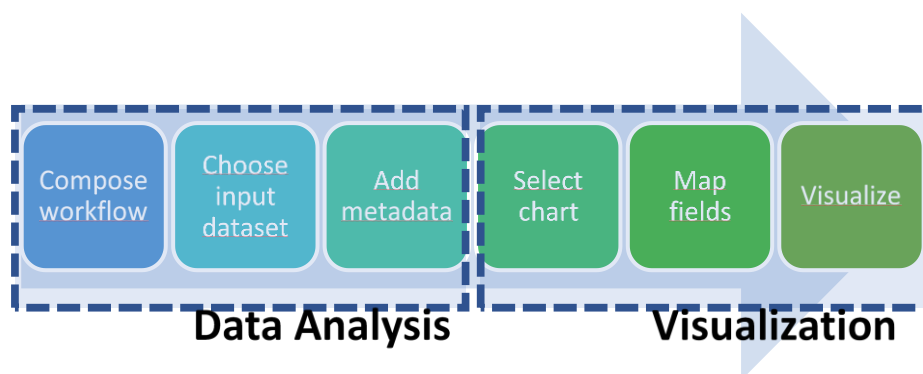 Compose
workflow
Choose
input
dataset
Add
metadata
Select
chart
Map
fields
Visualize
Data Analysis
Visualization